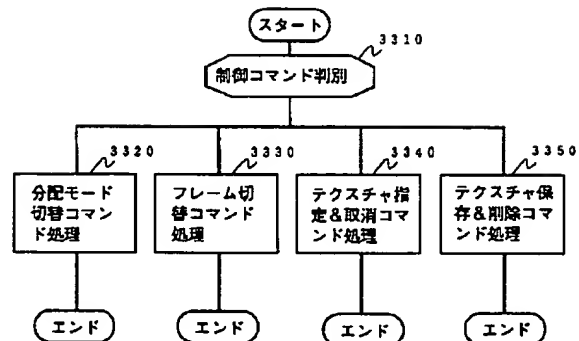 スタート
3310
制御コマンド判別
3320
3330
3340
3350
分配モード
切替コマン
ド処理
フレーム切
替コマンド
処理
テクスチャ指
定&取消コマ
ンド処理
テクスチャ保
存&削除コマ
ンド処理
エンド
エンド
エンド
エンド